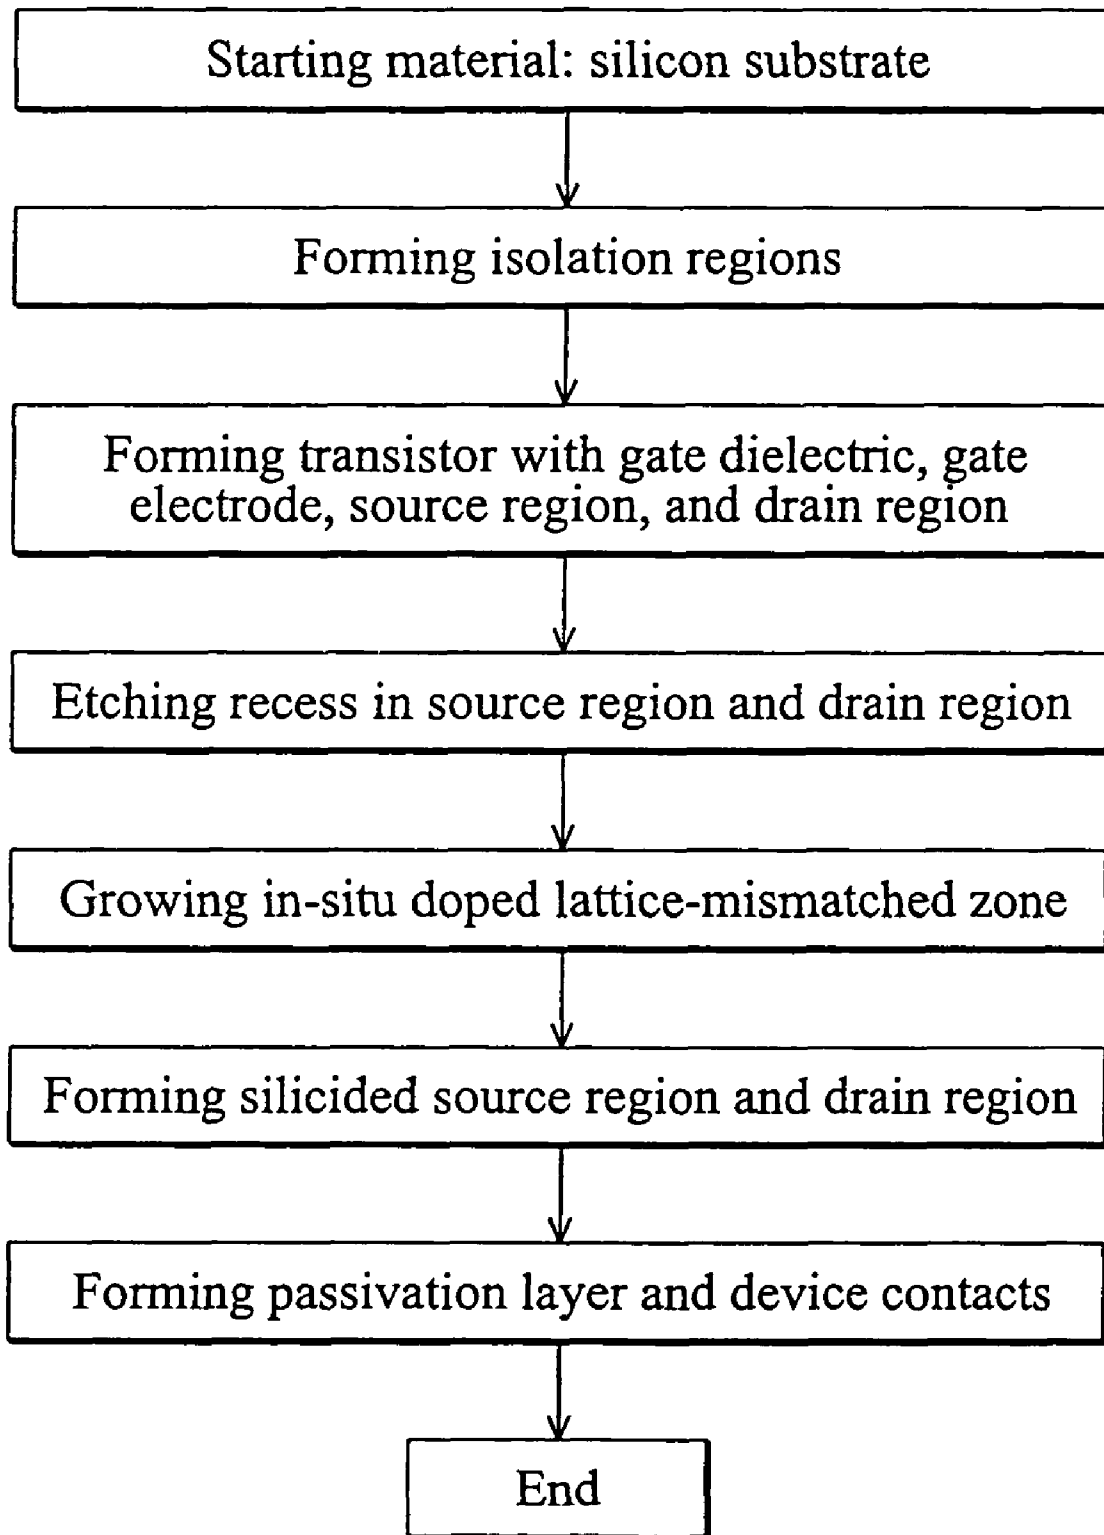 Starting material: silicon substrate
Forming isolation regions
Forming transistor with gate dielectric, gate
electrode, source region, and drain region
Etching recess in source region and drain region
Growing in-situ doped lattice-mismatched zone
Forming silicided source region and drain region
Forming passivation layer and device contacts
End